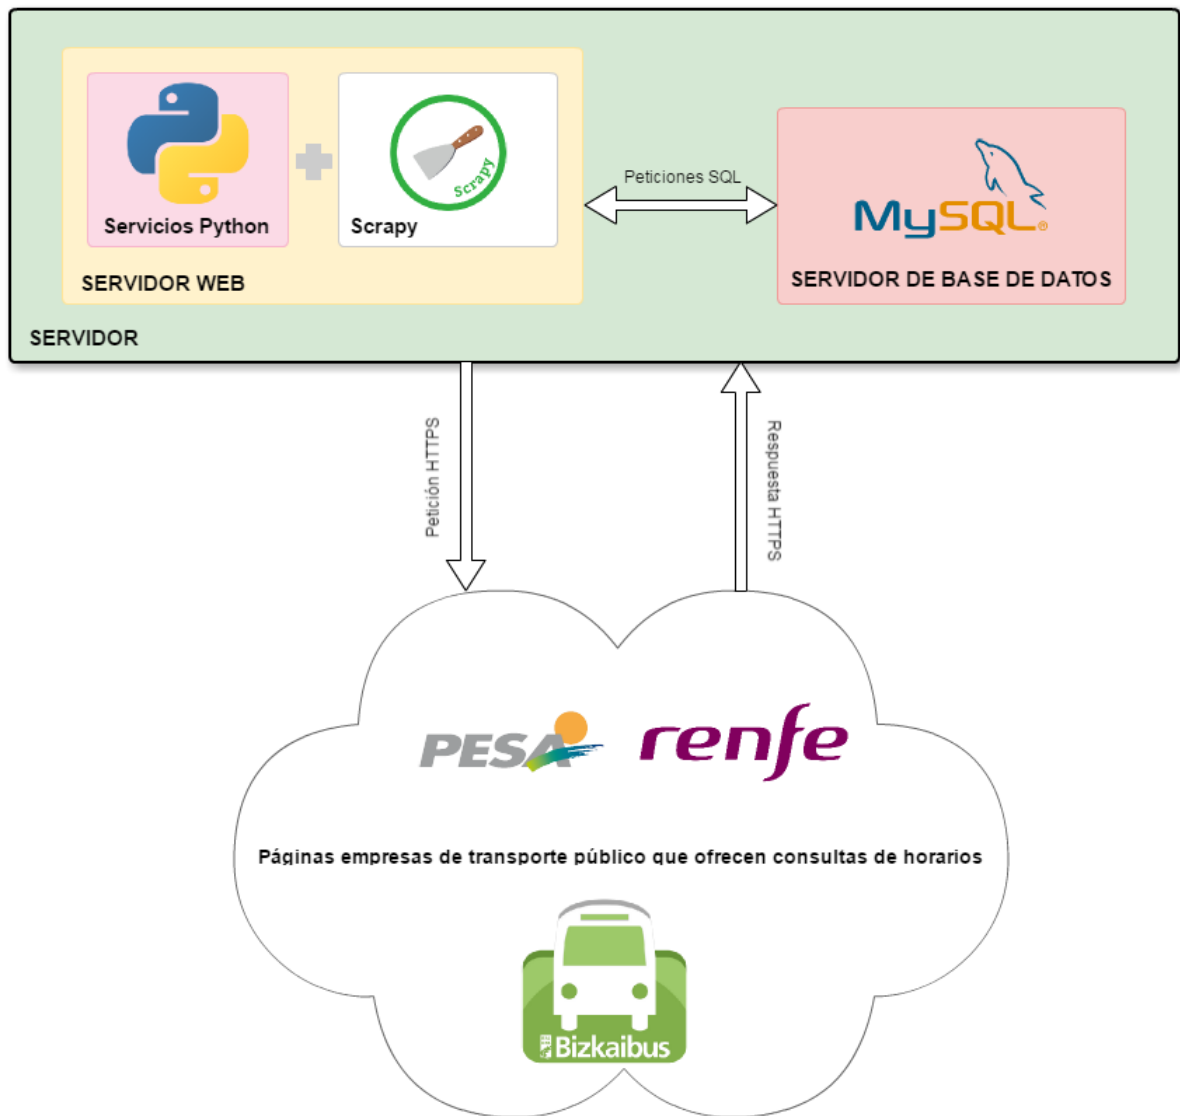 Scrapy
Servicios Python
Scrapy
SERVIDOR WEB
Peticiones SQL
MySQL®
SERVIDOR DE BASE DE DATOS
SERVIDOR
Petición HTTPS
Respuesta HTTPS
PESA
renfe
Páginas empresas de transporte público que ofrecen consultas de horarios
Bizkaibus